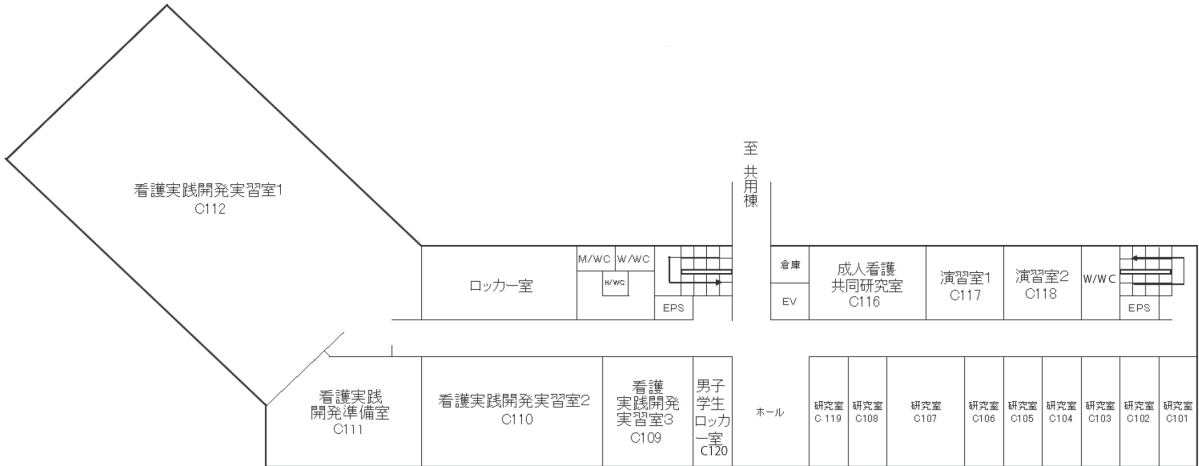 看護実践開発実習室1
C112
至
共
用
棟
ロッカー室
M/WC
W/WC
H/WC
EPS
倉庫
EV
成人看護
共同研究室
C116
演習室1
C117
演習室2
C118
W/WC
EPS
看護実践
開発準備室
C111
看護実践開発実習室2
C110
看護
実践開発
実習室3
C109
男子
学生
ロッカ
ー室
C120
ホール
研究室
C 119
研究室
C108
研究室
C107
研究室
C106
研究室
C105
研究室
C104
研究室
C103
研究室
C102
研究室
C101